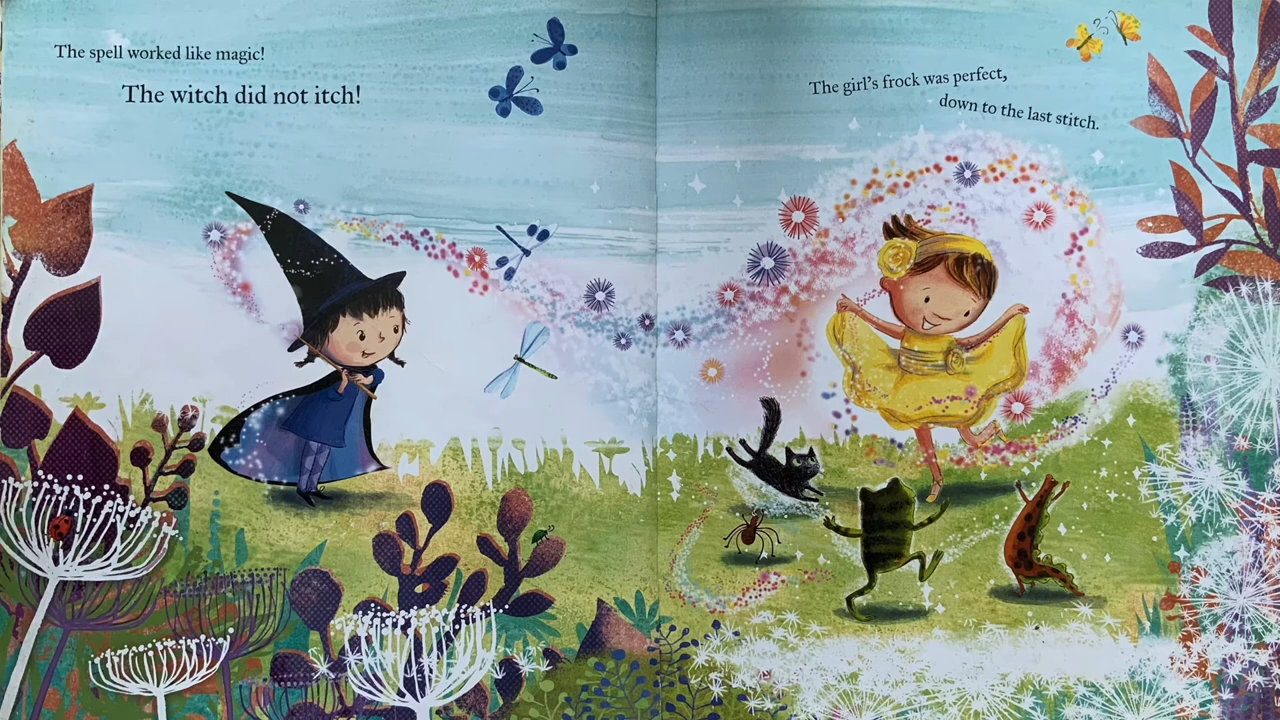 The spell worked like magic!
The witch did not itch!
The girl's frock was perfect,
down to the last stitch.